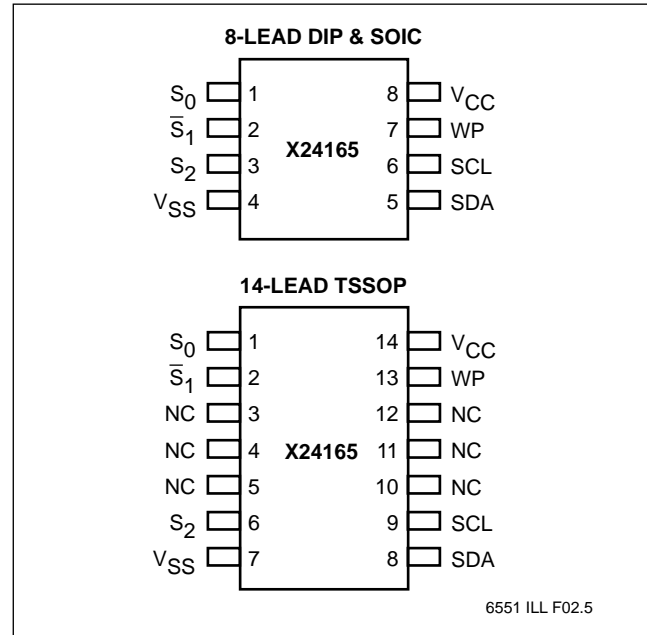 8-LEAD DIP & SOIC
S0 1 8 VCC
S̅1 2 7 WP
X24165
S2 3 6 SCL
VSS 4 5 SDA
14-LEAD TSSOP
S0 1 14 VCC
S̅1 2 13 WP
NC 3 12 NC
NC 4 X24165 11 NC
NC 5 10 NC
S2 6 9 SCL
VSS 7 8 SDA
6551 ILL F02.5